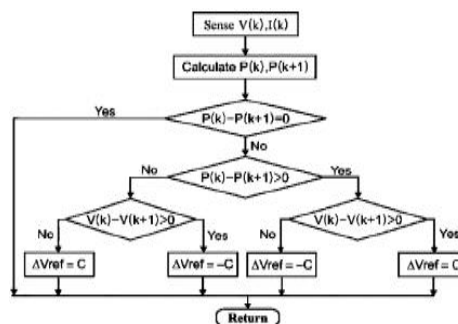 Sense V(k),I(k)
Calculate P(k),P(k+1)
Yes
P(k)-P(k+1)=0
No
No
P(k)-P(k+1)>0
Yes
V(k)-V(k+1)>0
V(k)-V(k+1)>0
No
Yes
No
Yes
ΔVref = C
ΔVref = -C
ΔVref = -C
ΔVref = C
Return